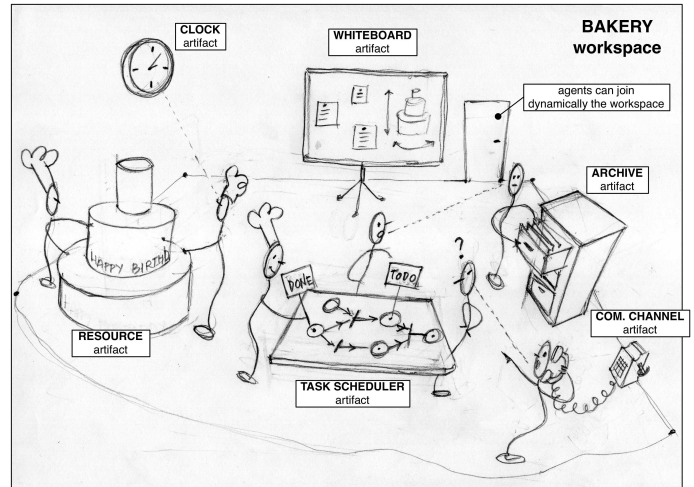 BAKERY
workspace
CLOCK
artifact
WHITEBOARD
artifact
agents can join
dynamically the workspace
ARCHIVE
artifact
?
HAPPY BIRTH
DONE
TODO
COM. CHANNEL
artifact
RESOURCE
artifact
TASK SCHEDULER
artifact